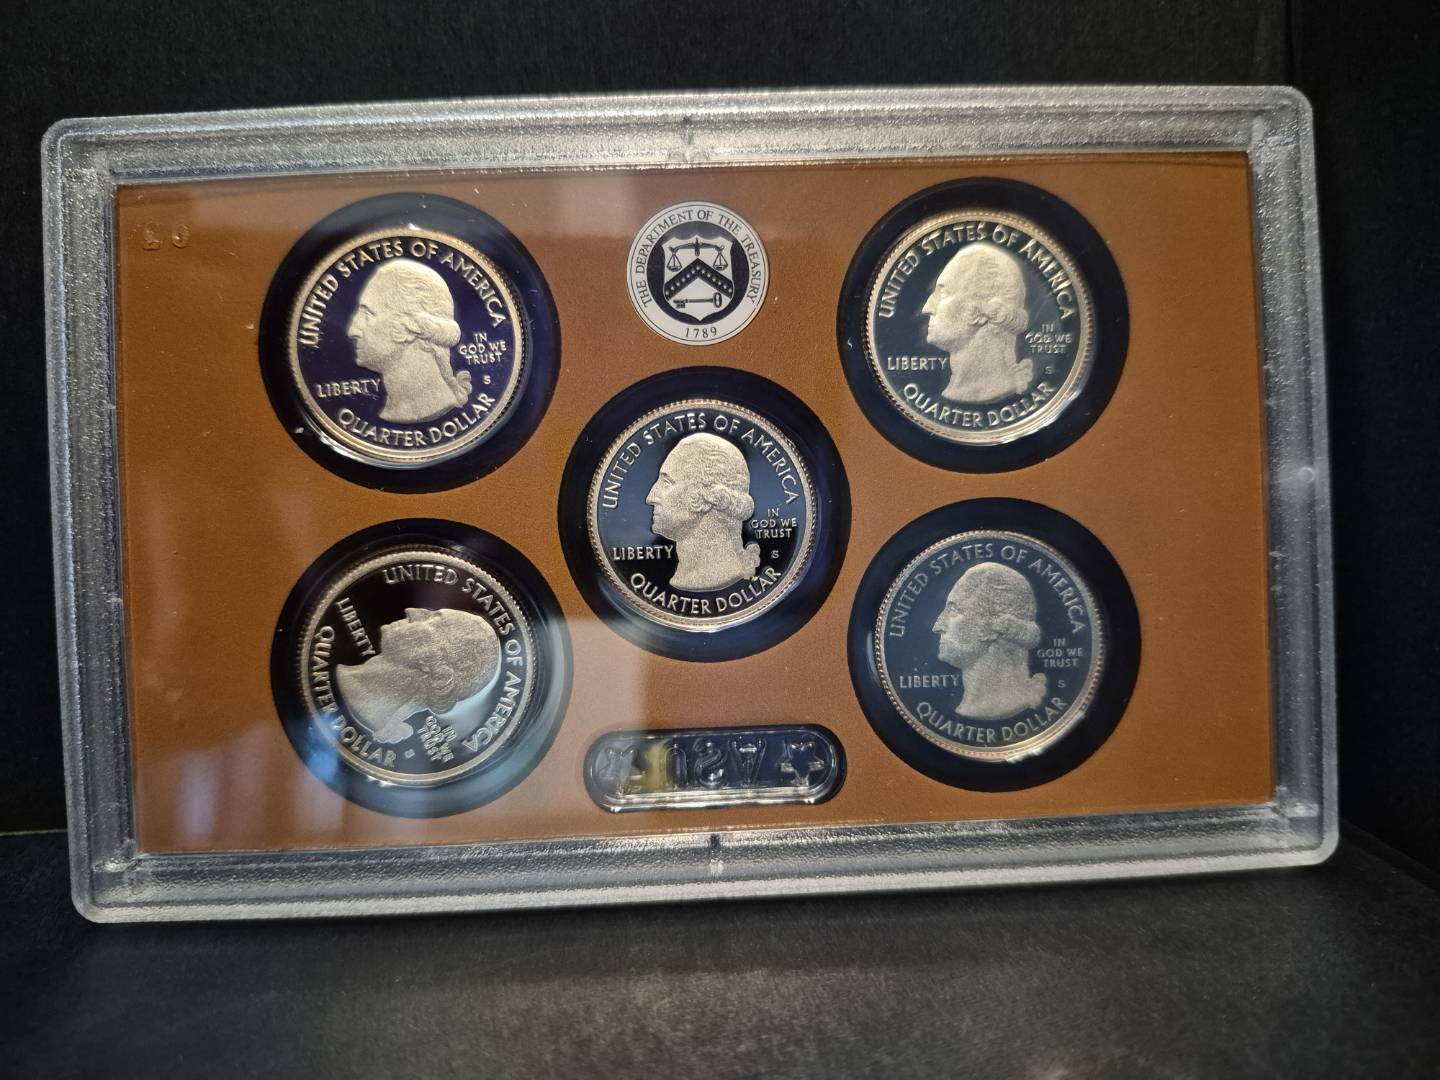 UNITED STATES OF AMERICA
IN
GOD WE
TRUST
S
LIBERTY
QUARTER DOLLAR
THE DEPARTMENT OF THE TREASURY
1789
UNITED STATES OF AMERICA
IN
GOD WE
TRUST
S
LIBERTY
QUARTER DOLLAR
UNITED STATES OF AMERICA
IN
GOD WE
TRUST
S
LIBERTY
QUARTER DOLLAR
UNITED STATES OF AMERICA
LIBERTY
IN
GOD WE
TRUST
S
QUARTER DOLLAR
UNITED STATES OF AMERICA
IN
GOD WE
TRUST
S
LIBERTY
QUARTER DOLLAR
USA